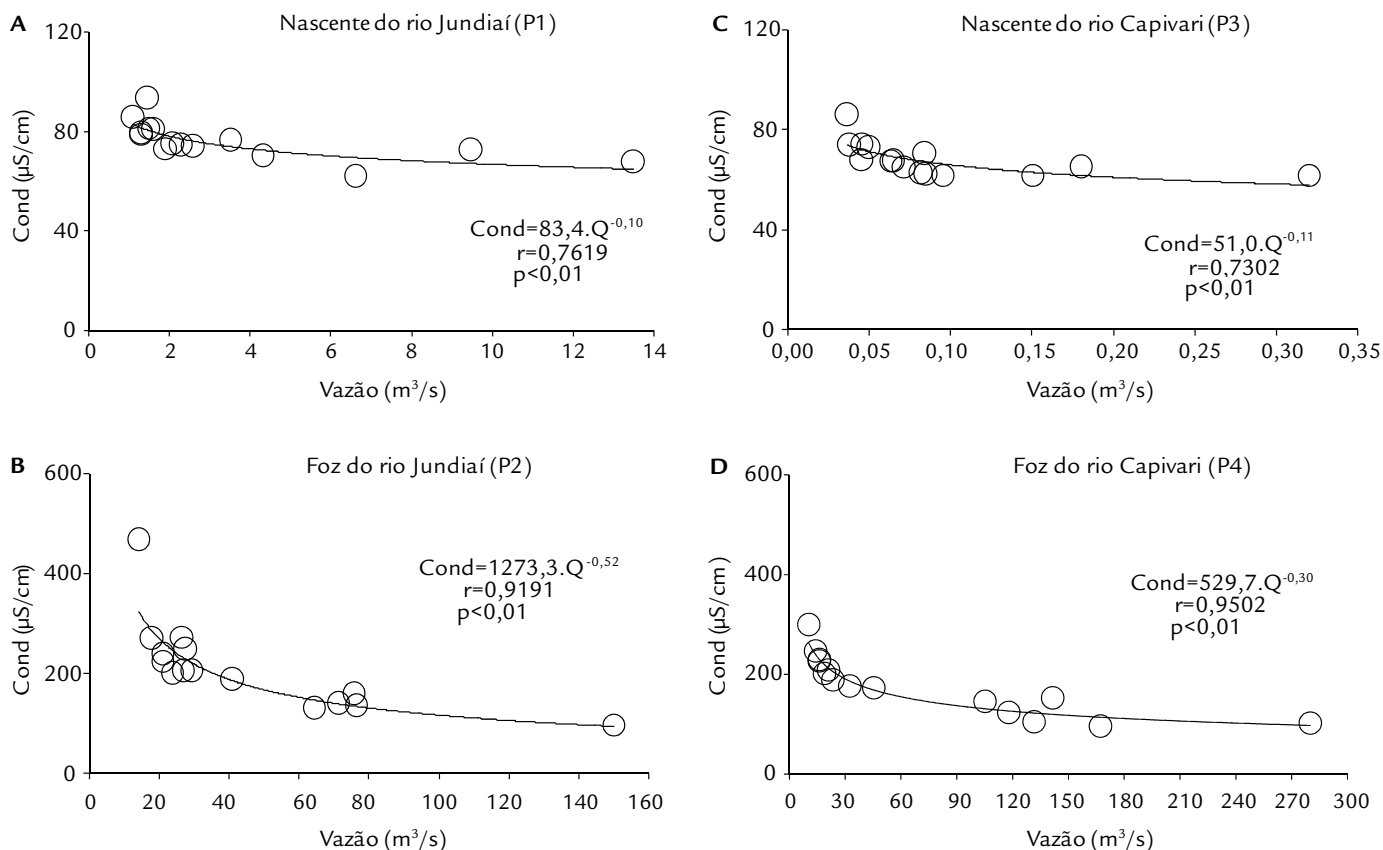 A
Nascente do rio Jundiaí (P1)
120
80
40
0
Cond (µS/cm)
Cond=83,4.Q^-0,10
r=0,7619
p<0,01
0 2 4 6 8 10 12 14
Vazão (m³/s)
C
Nascente do rio Capivari (P3)
120
80
40
0
Cond (µS/cm)
Cond=51,0.Q^-0,11
r=0,7302
p<0,01
0,00 0,05 0,10 0,15 0,20 0,25 0,30 0,35
Vazão (m³/s)
B
Foz do rio Jundiaí (P2)
600
400
200
0
Cond (µS/cm)
Cond=1273,3.Q^-0,52
r=0,9191
p<0,01
0 20 40 60 80 100 120 140 160
Vazão (m³/s)
D
Foz do rio Capivari (P4)
600
400
200
0
Cond (µS/cm)
Cond=529,7.Q^-0,30
r=0,9502
p<0,01
0 30 60 90 120 150 180 210 240 270 300
Vazão (m³/s)